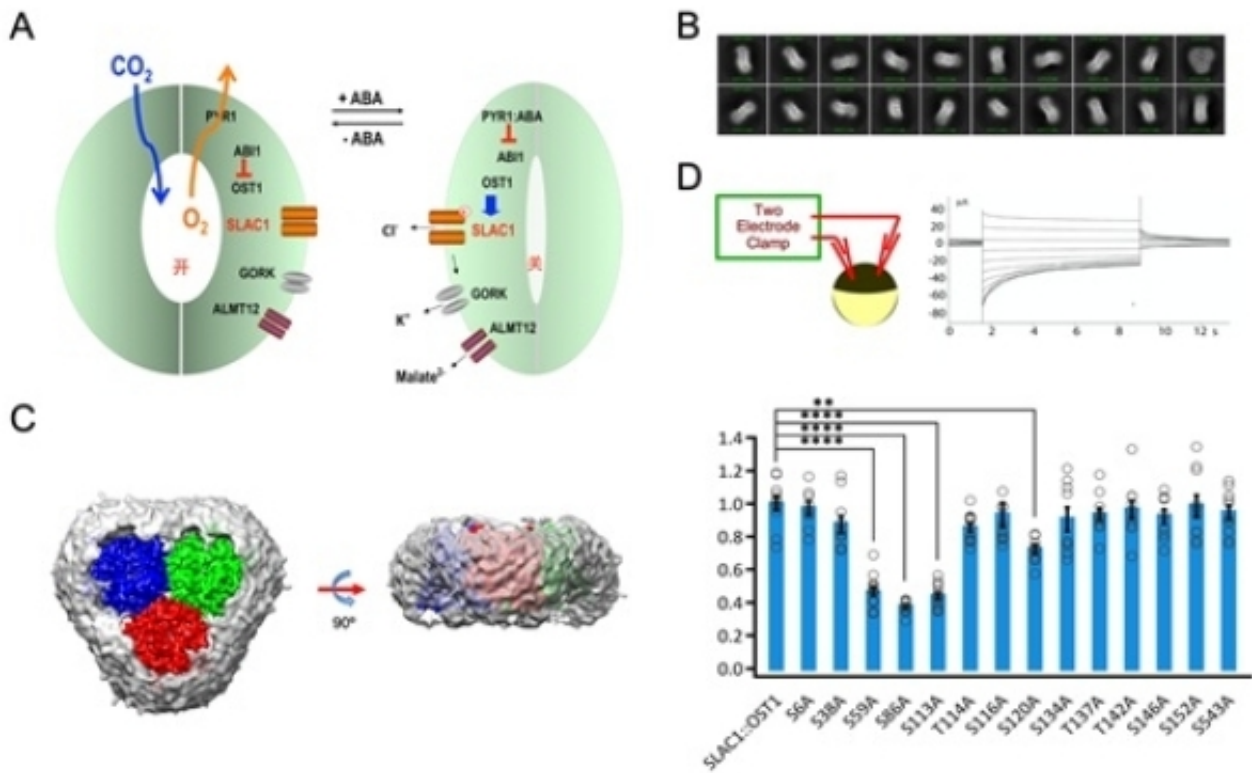 A
CO2
PYR1
ABI1
OST1
O2
SLAC1
开
GORK
ALMT12
+ ABA
- ABA
PYR1:ABA
ABI1
OST1
SLAC1
Cl-
关
GORK
K+
ALMT12
Malate2-
B
D
Two
Electrode
Clamp
μA
40
20
0
-20
-40
-60
-80
0 2 4 6 8 10 12 s
C
90°
**
****
****
****
1.4
1.2
1.0
0.8
0.6
0.4
0.2
0.0
SLAC1::OST1
S6A
S38A
S59A
S86A
S113A
T114A
S116A
S120A
S134A
T137A
T142A
S146A
S152A
S543A